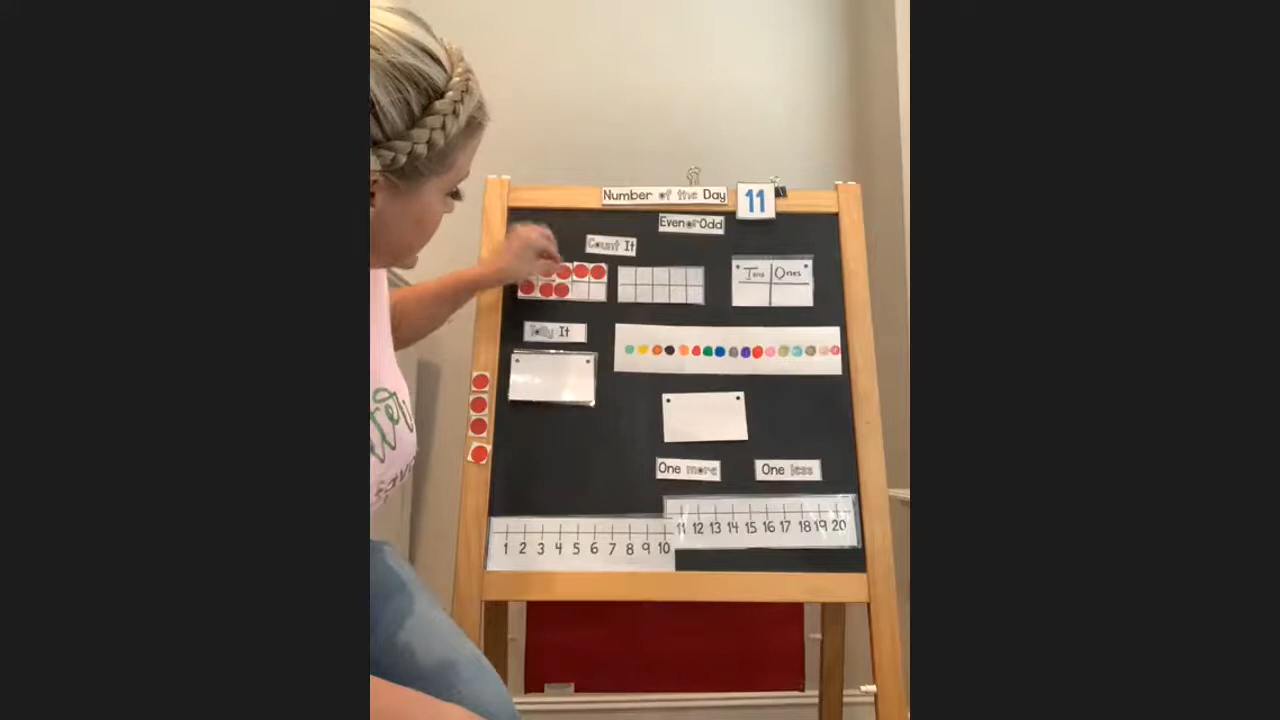 Number of the Day
11
Even or Odd
Count It
Tens Ones
Tally It
One more
One less
11 12 13 14 15 16 17 18 19 20
1 2 3 4 5 6 7 8 9 10